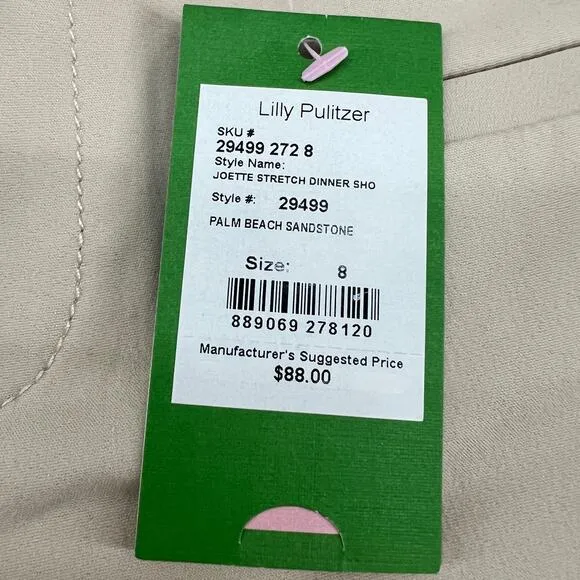 Lilly Pulitzer
SKU #
29499 272 8
Style Name:
JOETTE STRETCH DINNER SHO
Style #: 29499
PALM BEACH SANDSTONE
Size: 8
889069 278120
Manufacturer's Suggested Price
$88.00